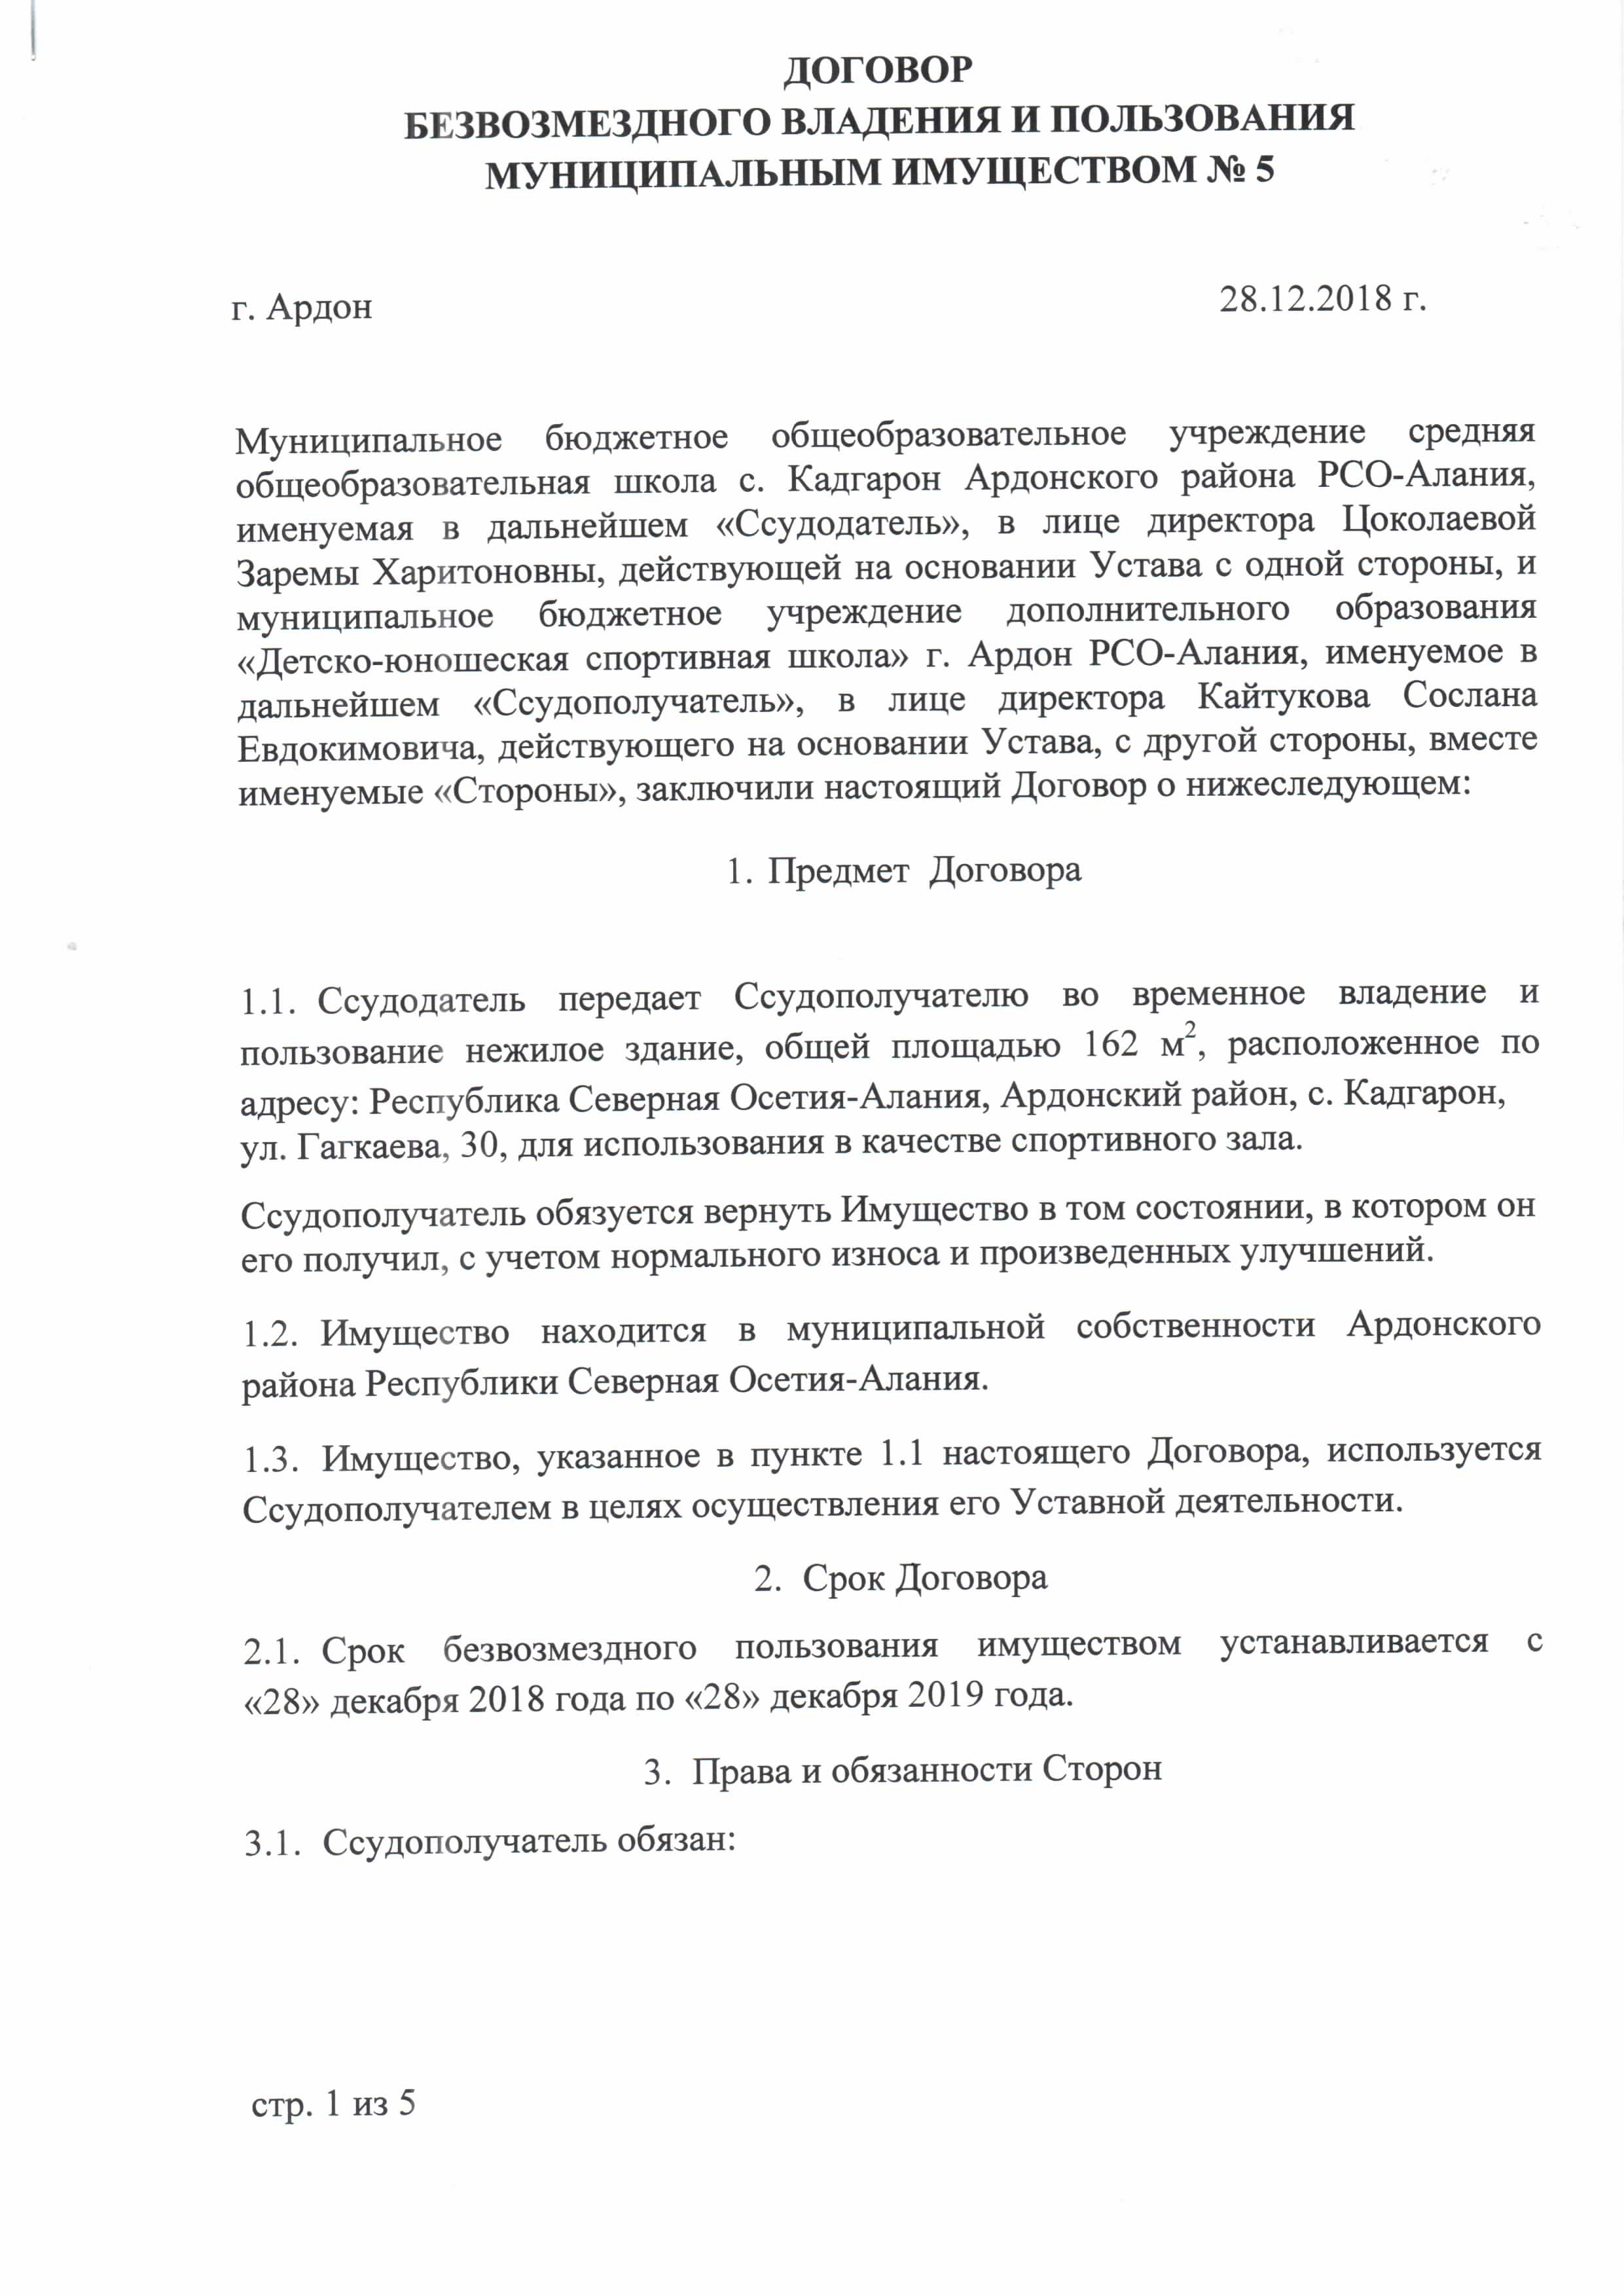 ДОГОВОР
БЕЗВОЗМЕЗДНОГО ВЛАДЕНИЯ И ПОЛЬЗОВАНИЯ
МУНИЦИПАЛЬНЫМ ИМУЩЕСТВОМ № 5
г. Ардон 28.12.2018 г.
Муниципальное бюджетное общеобразовательное учреждение средняя
общеобразовательная школа с. Кадгарон Ардонского района РСО-Алания,
именуемая в дальнейшем «Ссудодатель», в лице директора Цоколаевой
Заремы Харитоновны, действующей на основании Устава с одной стороны, и
муниципальное бюджетное учреждение дополнительного образования
«Детско-юношеская спортивная школа» г. Ардон РСО-Алания, именуемое в
дальнейшем «Ссудополучатель», в лице директора Кайтукова Сослана
Евдокимовича, действующего на основании Устава, с другой стороны, вместе
именуемые «Стороны», заключили настоящий Договор о нижеследующем:
1. Предмет Договора
1.1. Ссудодатель передает Ссудополучателю во временное владение и
пользование нежилое здание, общей площадью 162 м², расположенное по
адресу: Республика Северная Осетия-Алания, Ардонский район, с. Кадгарон,
ул. Гагкаева, 30, для использования в качестве спортивного зала.
Ссудополучатель обязуется вернуть Имущество в том состоянии, в котором он
его получил, с учетом нормального износа и произведенных улучшений.
1.2. Имущество находится в муниципальной собственности Ардонского
района Республики Северная Осетия-Алания.
1.3. Имущество, указанное в пункте 1.1 настоящего Договора, используется
Ссудополучателем в целях осуществления его Уставной деятельности.
2. Срок Договора
2.1. Срок безвозмездного пользования имуществом устанавливается с
«28» декабря 2018 года по «28» декабря 2019 года.
3. Права и обязанности Сторон
3.1. Ссудополучатель обязан:
стр. 1 из 5